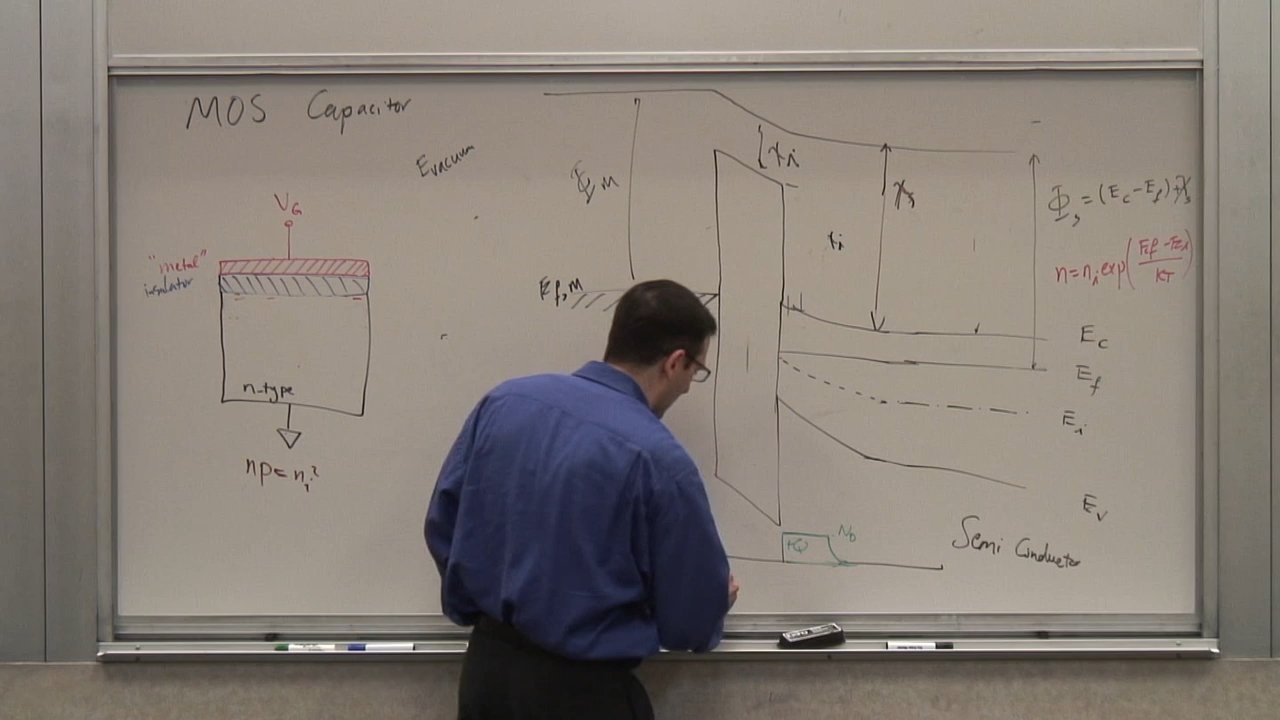 MOS Capacitor
Evacuum
VG
"metal"
insulator
n-type
np = ni²
ΦM
Ef,M
χi
χs
χi
Φs = (Ec-Ef)+χs
n = ni exp((Ef-Ei)/KT)
Ec
Ef
Ei
Ev
+Q
ND
Semi Conductor